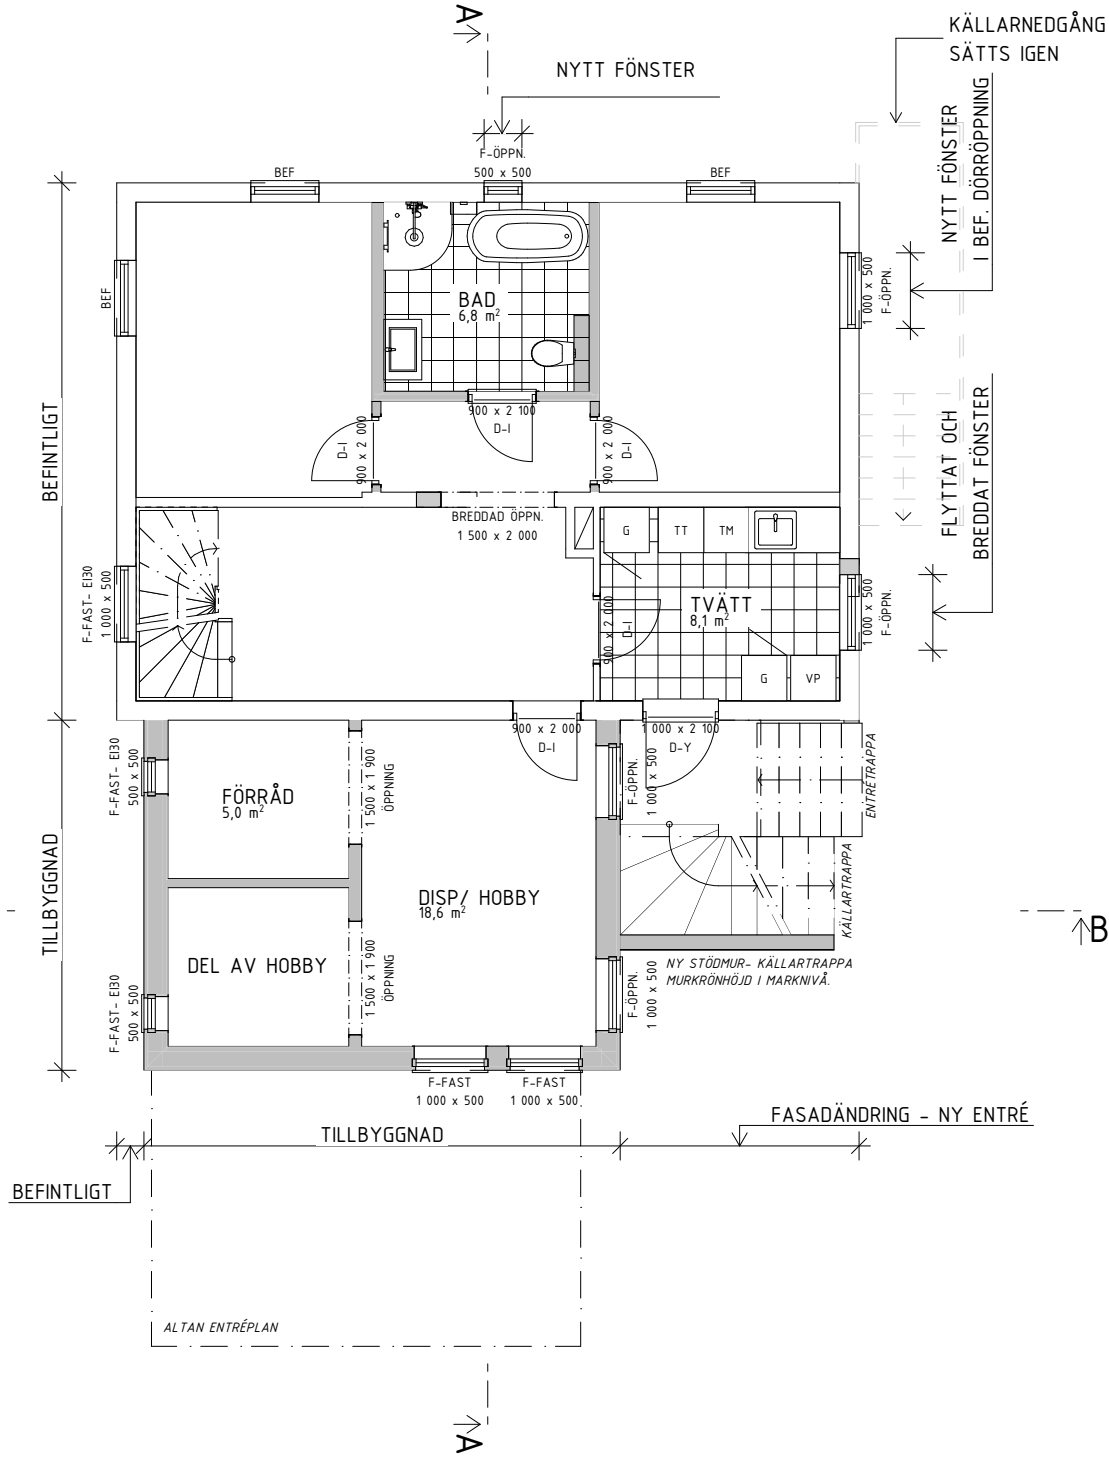 A
KÄLLARNEDGÅNG
SÄTTS IGEN
NYTT FÖNSTER
NYTT FÖNSTER
I BEF. DÖRRÖPPNING
F-ÖPPN.
500 x 500
BEF
BEF
BEF
1 000 x 500
F-ÖPPN.
BAD
6,8 m²
900 x 2 100
D-I
D-I
900 x 2 000
900 x 2 000
D-I
BEFINTLIGT
FLYTTAT OCH
BREDDAT FÖNSTER
BREDDAD ÖPPN.
1 500 x 2 000
G
TT
TM
F-FAST- EI30
1 000 x 500
TVÄTT
8,1 m²
900 x 2 000
D-I
1 000 x 500
F-ÖPPN.
G
VP
900 x 2 000
D-I
1 000 x 2 100
D-Y
F-FAST- EI30
500 x 500
FÖRRÅD
5,0 m²
1 500 x 1 900
ÖPPNING
F-ÖPPN.
1 000 x 500
ENTRÉTRAPPA
TILLBYGGNAD
DISP/ HOBBY
18,6 m²
KÄLLARTRAPPA
B
DEL AV HOBBY
1 500 x 1 900
ÖPPNING
NY STÖDMUR- KÄLLARTRAPPA
MURKRÖNHÖJD I MARKNIVÅ.
F-FAST- EI30
500 x 500
F-ÖPPN.
1 000 x 500
F-FAST
1 000 x 500
F-FAST
1 000 x 500
FASADÄNDRING - NY ENTRÉ
TILLBYGGNAD
BEFINTLIGT
ALTAN ENTRÉPLAN
A